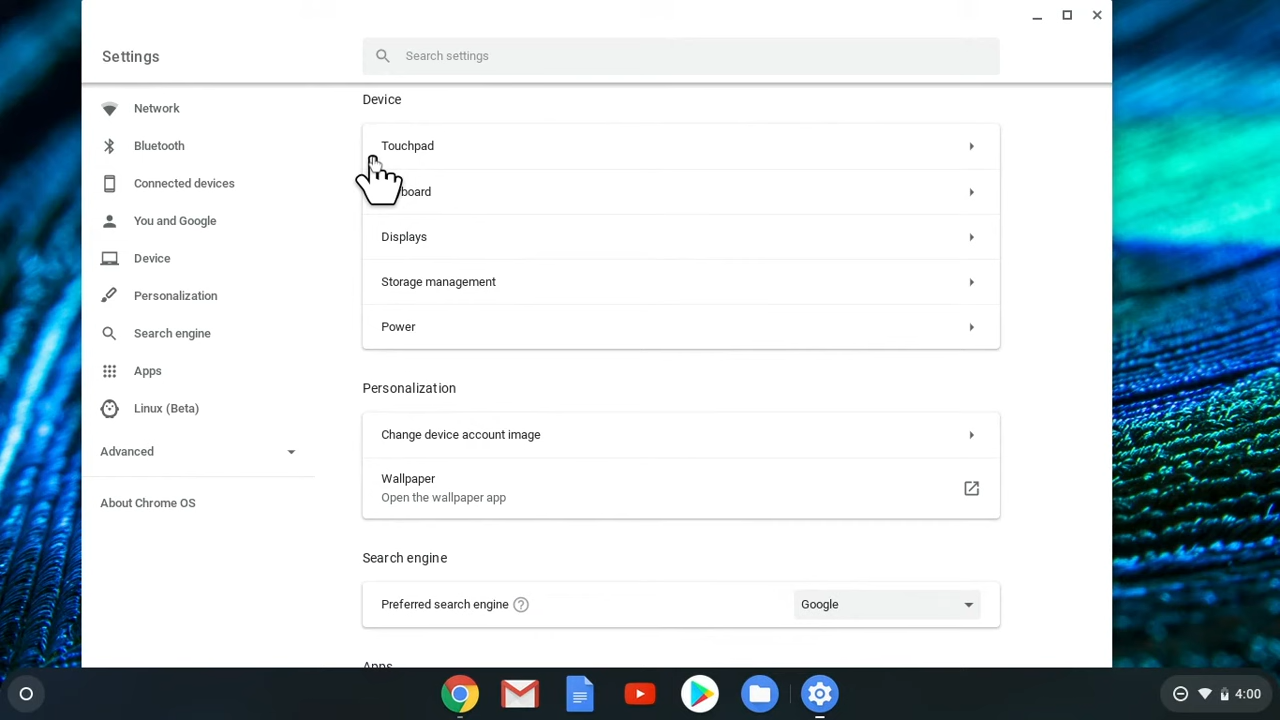 Settings
Search settings
Network
Bluetooth
Connected devices
You and Google
Device
Personalization
Search engine
Apps
Linux (Beta)
Advanced
About Chrome OS
Device
Touchpad
board
Displays
Storage management
Power
Personalization
Change device account image
Wallpaper
Open the wallpaper app
Search engine
Preferred search engine
Google
Apps
4:00